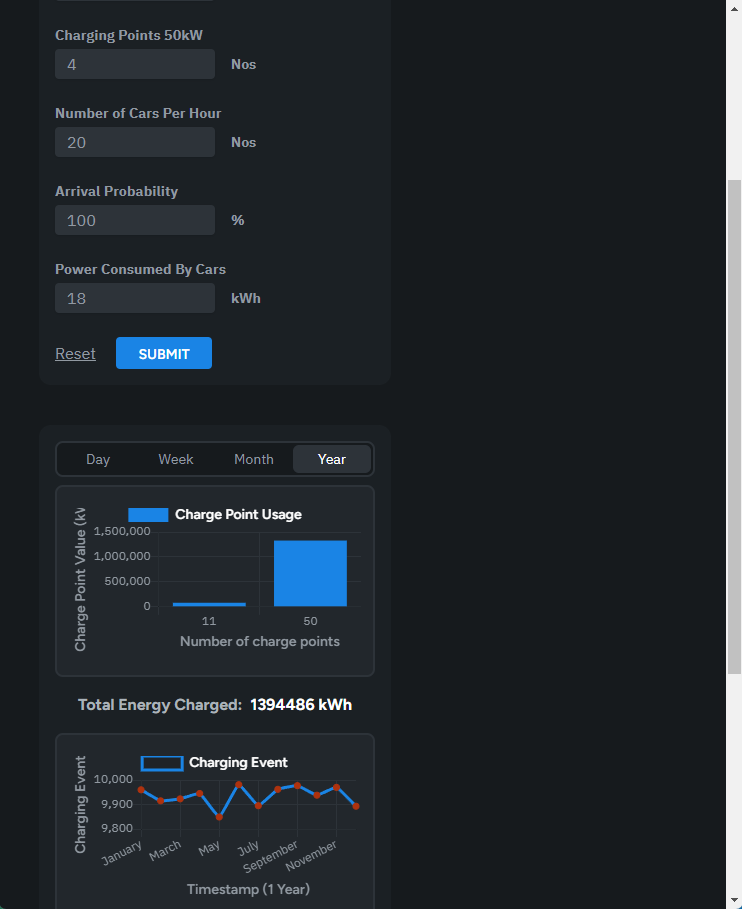 Charging Points 50kW
4 Nos
Number of Cars Per Hour
20 Nos
Arrival Probability
100 %
Power Consumed By Cars
18 kWh
Reset SUBMIT
Day Week Month Year
Charge Point Usage
Charge Point Value (kv
1,500,000
1,000,000
500,000
0
11 50
Number of charge points
Total Energy Charged: 1394486 kWh
Charging Event
Charging Event
10,000
9,900
9,800
January March May July September November
Timestamp (1 Year)